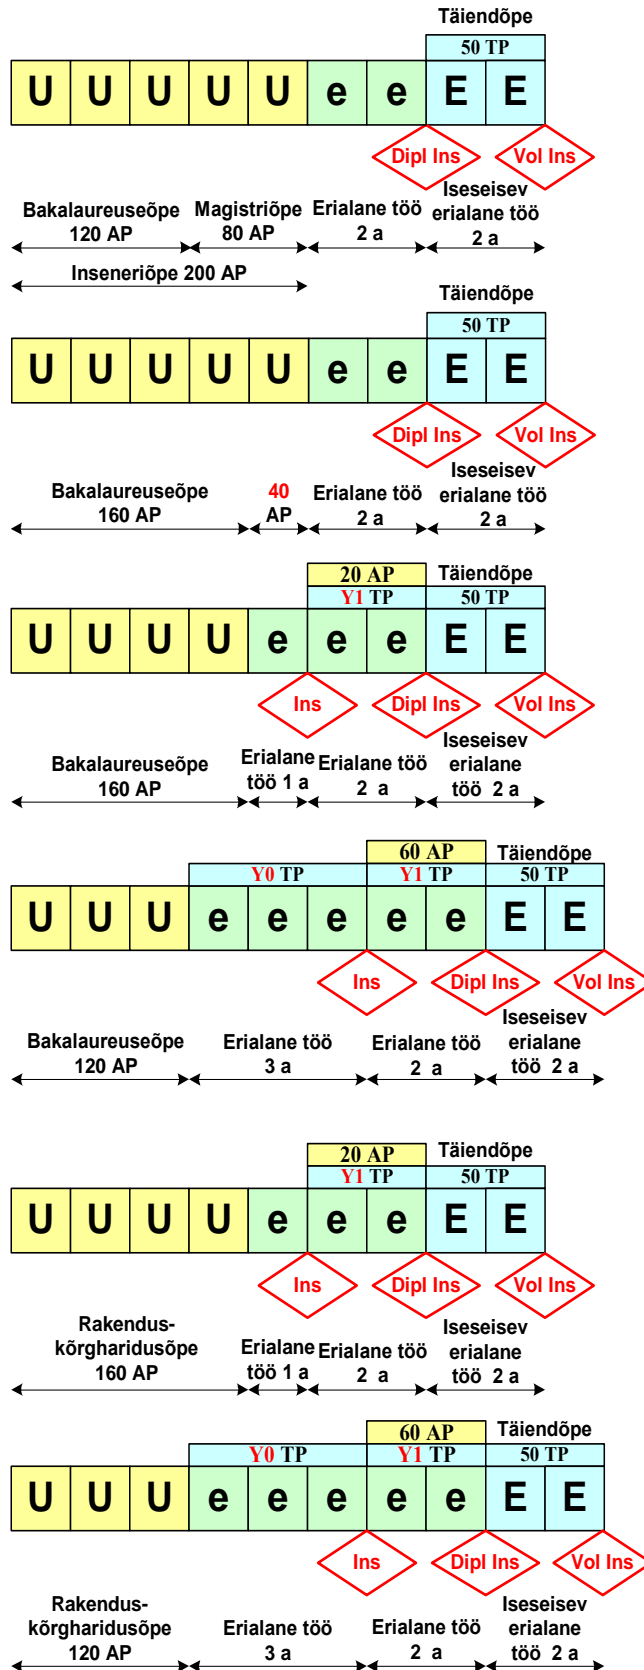 Täiendõpe
50 TP
U U U U U e e E E
Dipl Ins Vol Ins
Bakalaureuseõpe Magistriõpe Erialane töö Iseseisev
120 AP 80 AP 2 a erialane töö
2 a
Inseneriõpe 200 AP
Täiendõpe
50 TP
U U U U U e e E E
Dipl Ins Vol Ins
Bakalaureuseõpe 40 Erialane töö Iseseisev
160 AP AP 2 a erialane töö
2 a
20 AP Täiendõpe
Y1 TP 50 TP
U U U U e e e E E
Ins Dipl Ins Vol Ins
Bakalaureuseõpe Erialane Erialane töö Iseseisev
160 AP töö 1 a 2 a erialane
töö 2 a
60 AP Täiendõpe
Y0 TP Y1 TP 50 TP
U U U e e e e e E E
Ins Dipl Ins Vol Ins
Bakalaureuseõpe Erialane töö Erialane töö Iseseisev
120 AP 3 a 2 a erialane
töö 2 a
20 AP Täiendõpe
Y1 TP 50 TP
U U U U e e e E E
Ins Dipl Ins Vol Ins
Rakendus- Iseseisev
kõrgharidusõpe Erialane Erialane töö erialane
160 AP töö 1 a 2 a töö 2 a
60 AP Täiendõpe
Y0 TP Y1 TP 50 TP
U U U e e e e e E E
Ins Dipl Ins Vol Ins
Rakendus- Iseseisev
kõrgharidusõpe Erialane töö Erialane töö erialane
120 AP 3 a 2 a töö 2 a